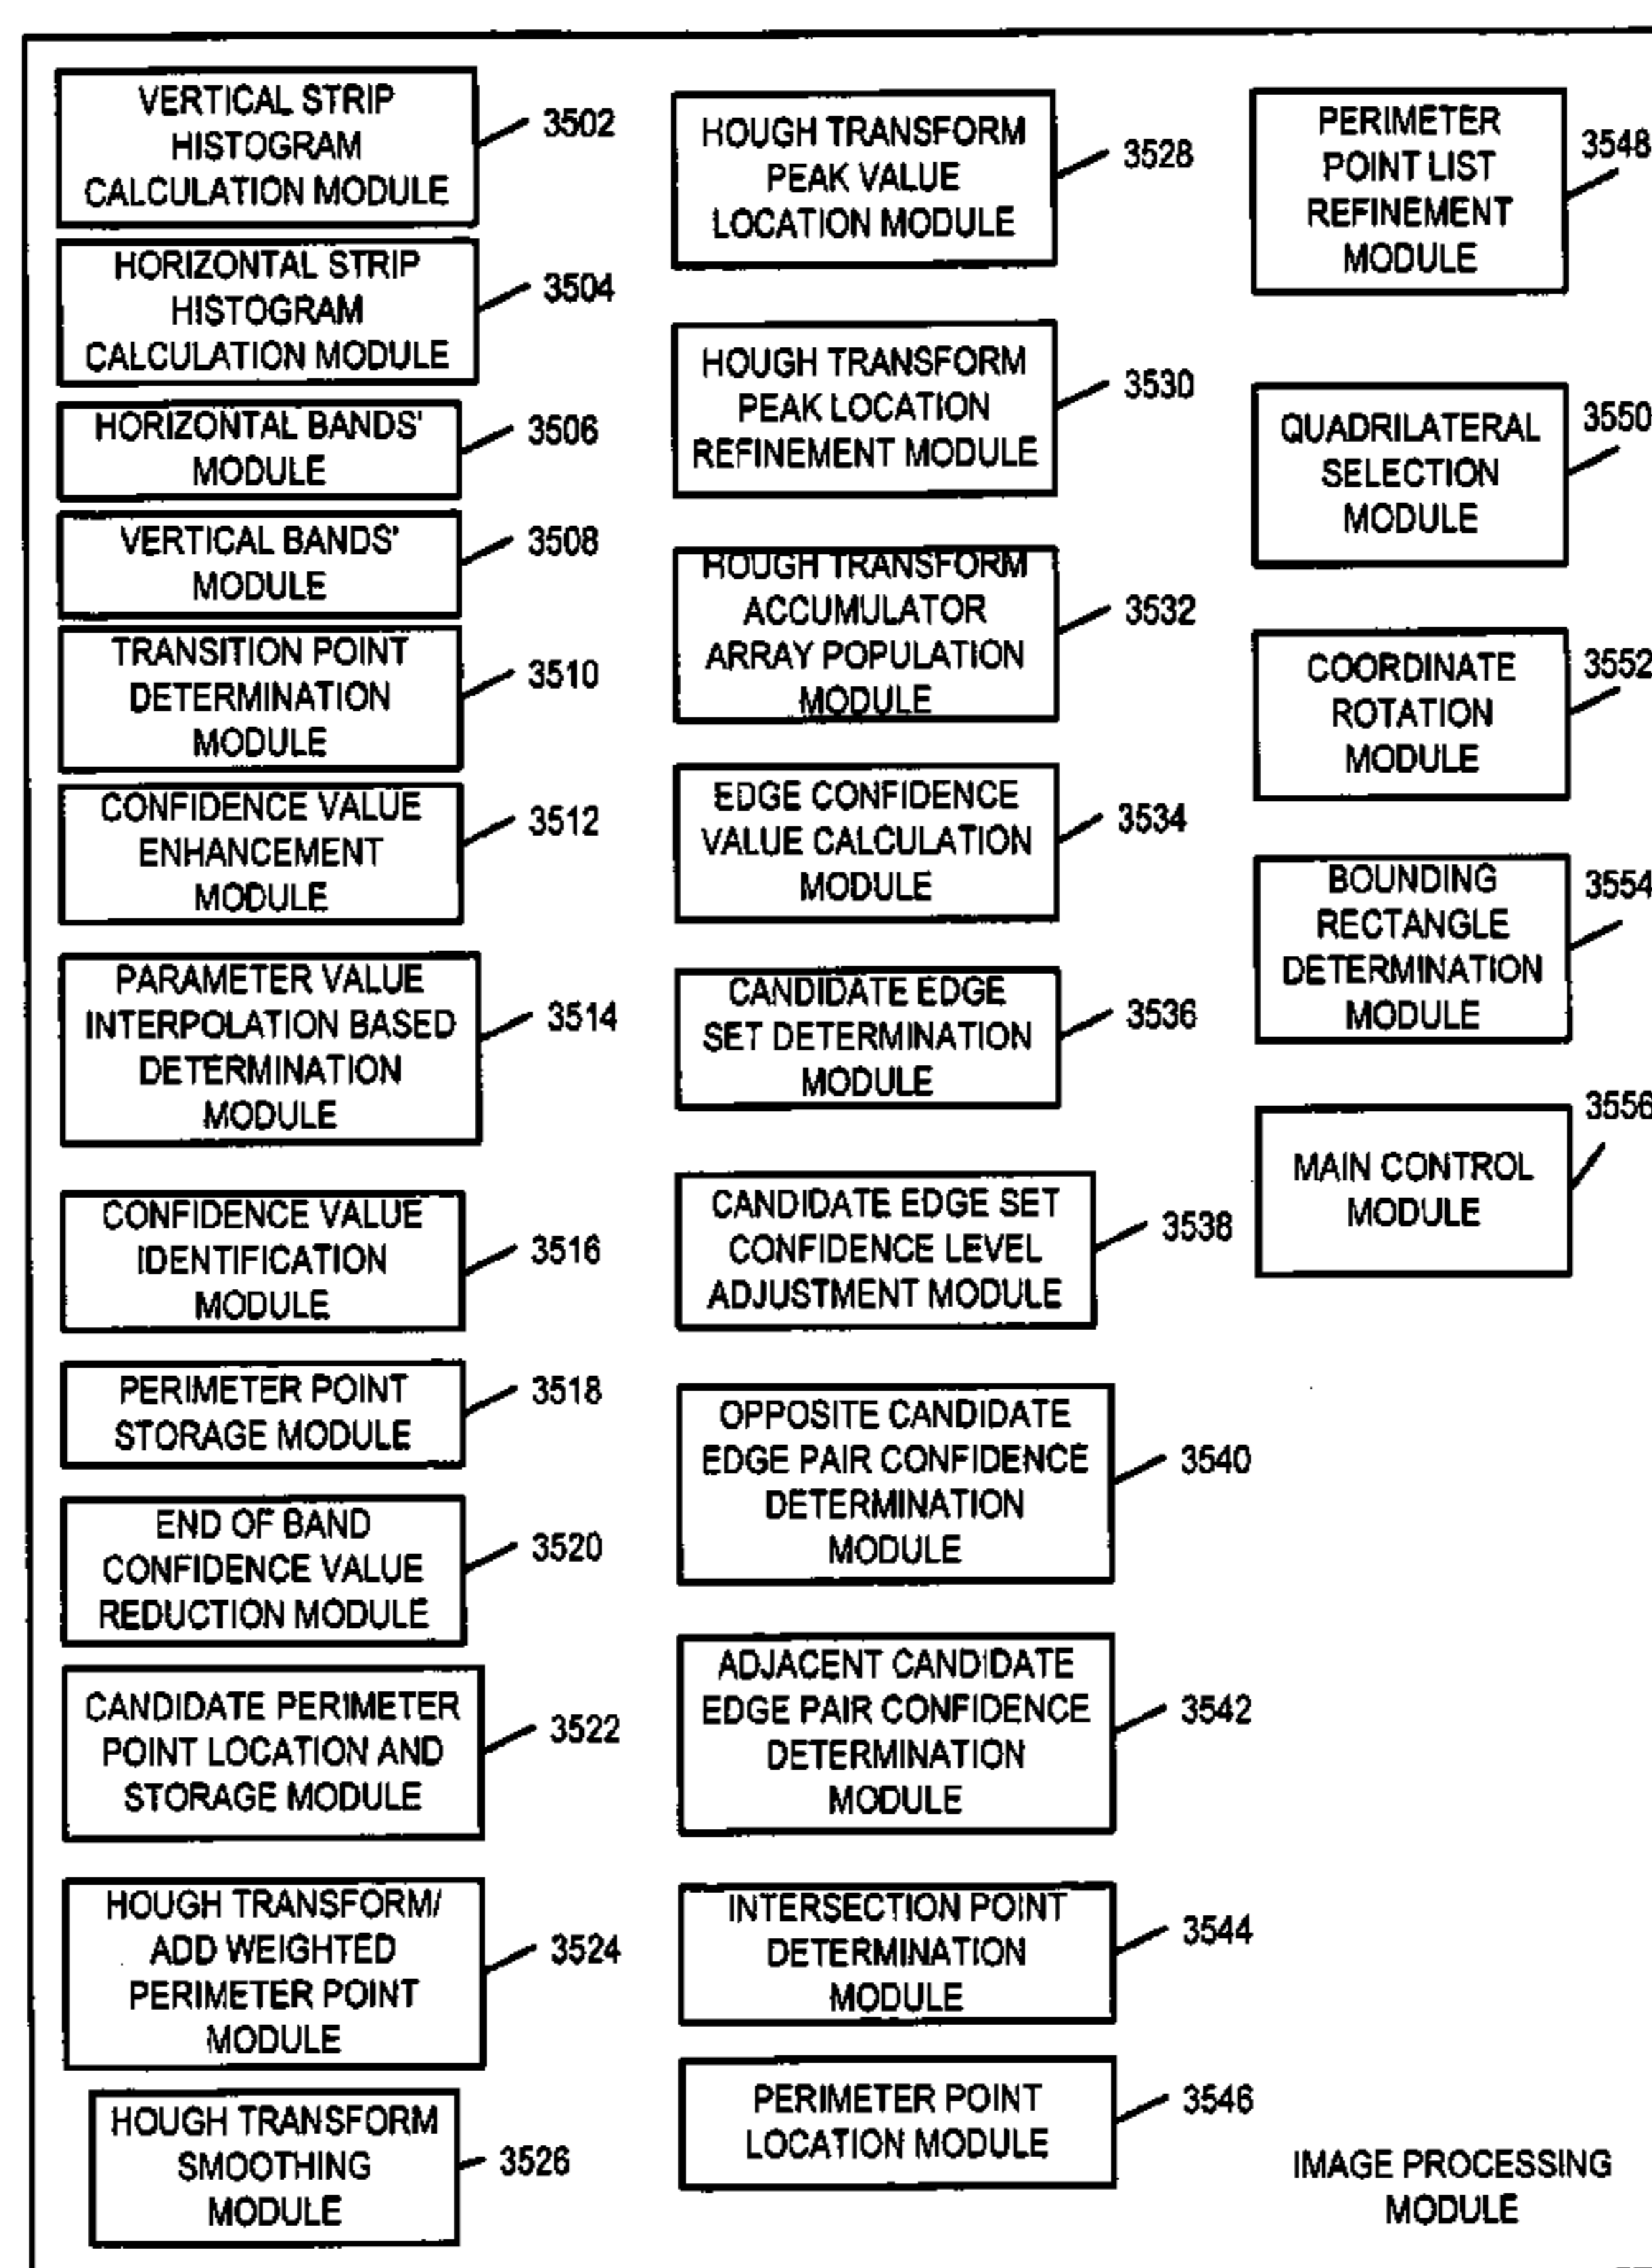 VERTICAL STRIP
HISTOGRAM
CALCULATION MODULE
3502
HORIZONTAL STRIP
HISTOGRAM
CALCULATION MODULE
3504
HORIZONTAL BANDS'
MODULE
3506
VERTICAL BANDS'
MODULE
3508
TRANSITION POINT
DETERMINATION
MODULE
3510
CONFIDENCE VALUE
ENHANCEMENT
MODULE
3512
PARAMETER VALUE
INTERPOLATION BASED
DETERMINATION
MODULE
3514
CONFIDENCE VALUE
IDENTIFICATION
MODULE
3516
PERIMETER POINT
STORAGE MODULE
3518
END OF BAND
CONFIDENCE VALUE
REDUCTION MODULE
3520
CANDIDATE PERIMETER
POINT LOCATION AND
STORAGE MODULE
3522
HOUGH TRANSFORM/
ADD WEIGHTED
PERIMETER POINT
MODULE
3524
HOUGH TRANSFORM
SMOOTHING
MODULE
3526
HOUGH TRANSFORM
PEAK VALUE
LOCATION MODULE
3528
HOUGH TRANSFORM
PEAK LOCATION
REFINEMENT MODULE
3530
HOUGH TRANSFORM
ACCUMULATOR
ARRAY POPULATION
MODULE
3532
EDGE CONFIDENCE
VALUE CALCULATION
MODULE
3534
CANDIDATE EDGE
SET DETERMINATION
MODULE
3536
CANDIDATE EDGE SET
CONFIDENCE LEVEL
ADJUSTMENT MODULE
3538
OPPOSITE CANDIDATE
EDGE PAIR CONFIDENCE
DETERMINATION
MODULE
3540
ADJACENT CANDIDATE
EDGE PAIR CONFIDENCE
DETERMINATION
MODULE
3542
INTERSECTION POINT
DETERMINATION
MODULE
3544
PERIMETER POINT
LOCATION MODULE
3546
PERIMETER
POINT LIST
REFINEMENT
MODULE
3548
QUADRILATERAL
SELECTION
MODULE
3550
COORDINATE
ROTATION
MODULE
3552
BOUNDING
RECTANGLE
DETERMINATION
MODULE
3554
MAIN CONTROL
MODULE
3556
IMAGE PROCESSING
MODULE